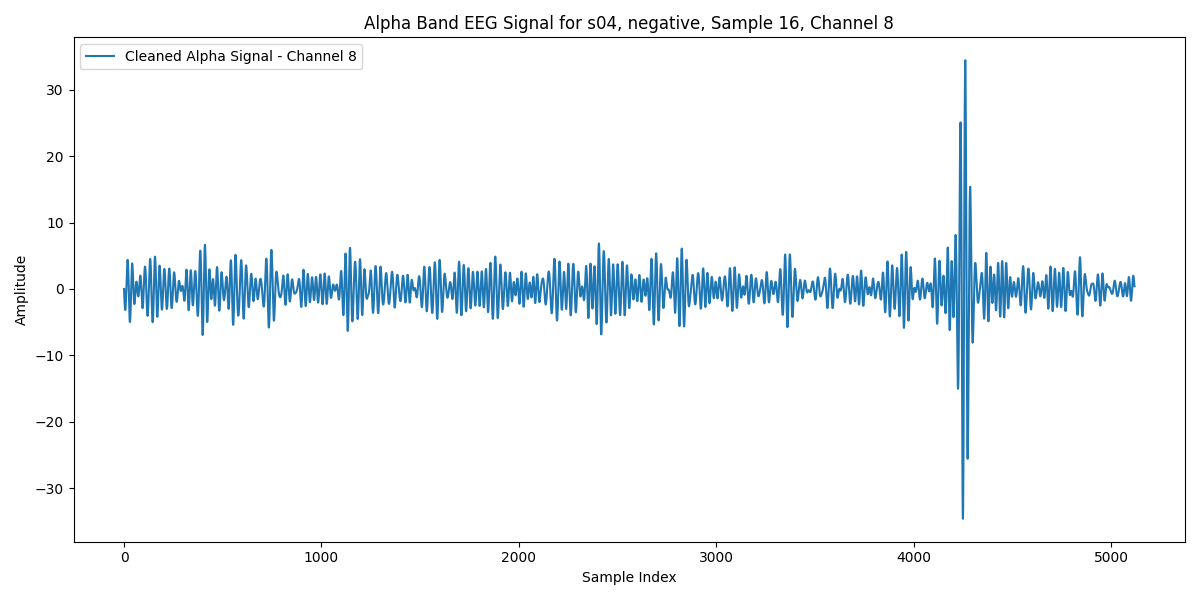 Alpha Band EEG Signal for s04, negative, Sample 16, Channel 8
Cleaned Alpha Signal - Channel 8
Amplitude
30
20
10
0
−10
−20
−30
0 1000 2000 3000 4000 5000
Sample Index